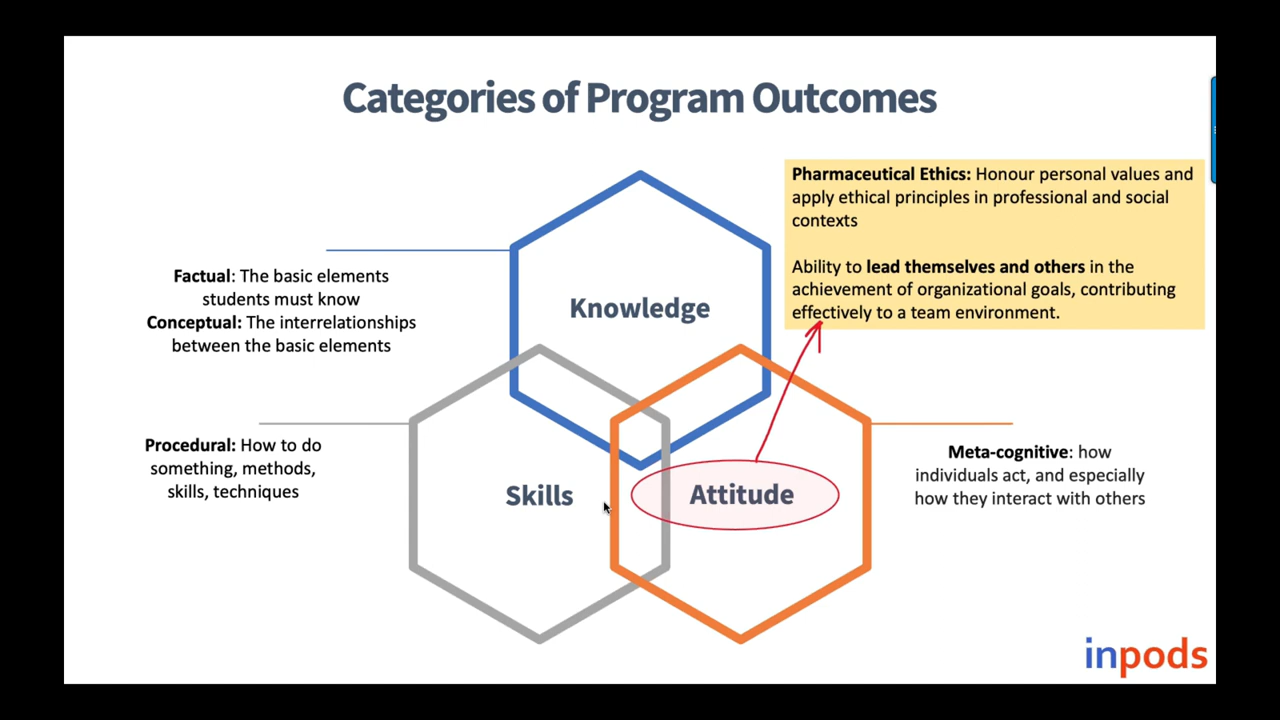 Categories of Program Outcomes
Pharmaceutical Ethics: Honour personal values and
apply ethical principles in professional and social
contexts
Ability to lead themselves and others in the
achievement of organizational goals, contributing
effectively to a team environment.
Factual: The basic elements
students must know
Conceptual: The interrelationships
between the basic elements
Knowledge
Procedural: How to do
something, methods,
skills, techniques
Skills
Attitude
Meta-cognitive: how
individuals act, and especially
how they interact with others
inpods